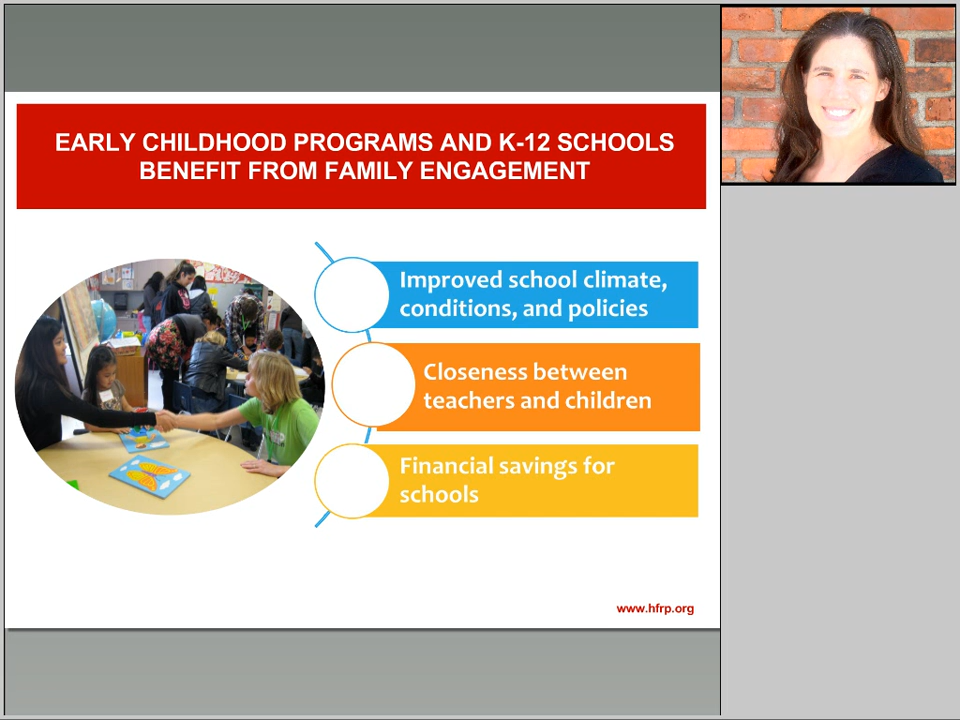 EARLY CHILDHOOD PROGRAMS AND K-12 SCHOOLS
BENEFIT FROM FAMILY ENGAGEMENT
Improved school climate,
conditions, and policies
Closeness between
teachers and children
Financial savings for
schools
www.hfrp.org